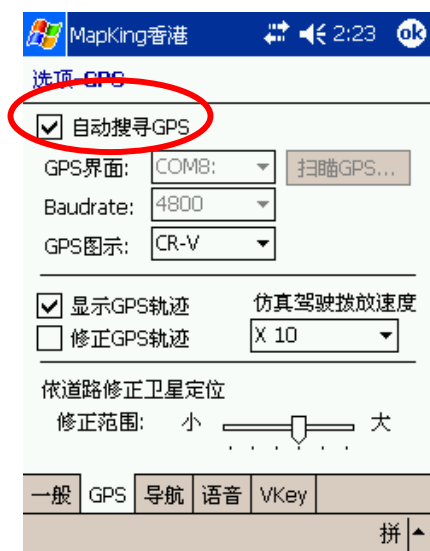 MapKing香港 2:23 ok
选项-GPS
自动搜寻GPS
GPS界面: COM8: 扫瞄GPS...
Baudrate: 4800
GPS图示: CR-V
显示GPS轨迹 仿真驾驶拨放速度
修正GPS轨迹 X 10
依道路修正卫星定位
修正范围: 小 大
一般 GPS 导航 语音 VKey
拼